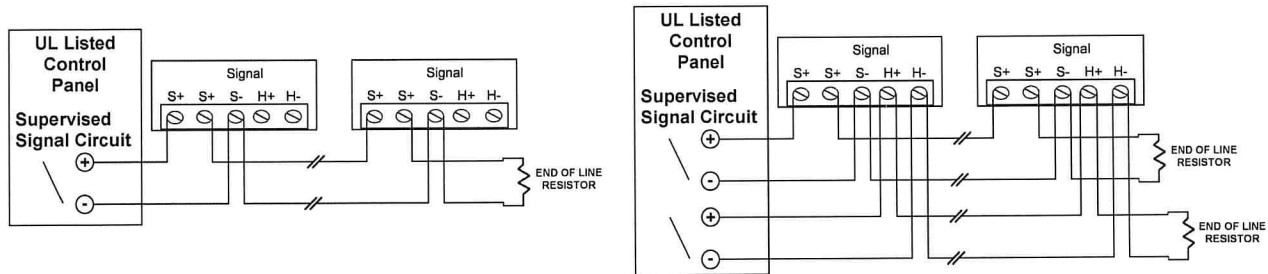 UL Listed
Control
Panel
Supervised
Signal Circuit
+
-
Signal
S+ S+ S- H+ H-
Signal
S+ S+ S- H+ H-
END OF LINE
RESISTOR
UL Listed
Control
Panel
Supervised
Signal Circuit
+
-
+
-
Signal
S+ S+ S- H+ H-
Signal
S+ S+ S- H+ H-
END OF LINE
RESISTOR
END OF LINE
RESISTOR